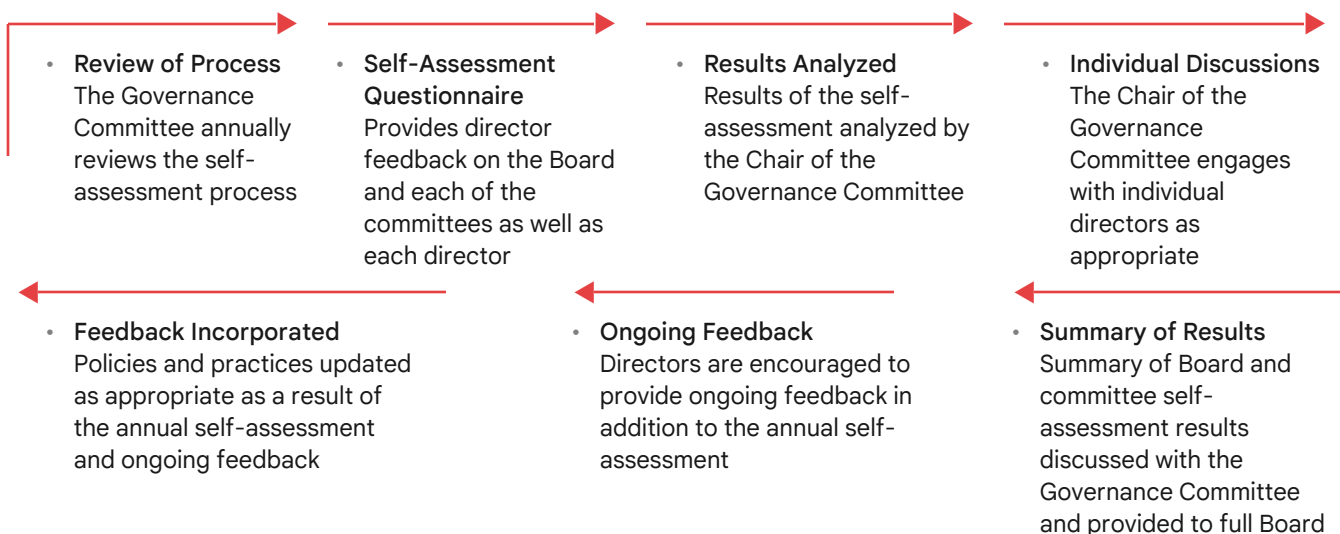 • Review of Process
The Governance
Committee annually
reviews the self-
assessment process
• Self-Assessment
Questionnaire
Provides director
feedback on the Board
and each of the
committees as well as
each director
• Results Analyzed
Results of the self-
assessment analyzed by
the Chair of the
Governance Committee
• Individual Discussions
The Chair of the
Governance
Committee engages
with individual
directors as
appropriate
• Summary of Results
Summary of Board and
committee self-
assessment results
discussed with the
Governance Committee
and provided to full Board
• Ongoing Feedback
Directors are encouraged to
provide ongoing feedback in
addition to the annual self-
assessment
• Feedback Incorporated
Policies and practices updated
as appropriate as a result of
the annual self-assessment
and ongoing feedback